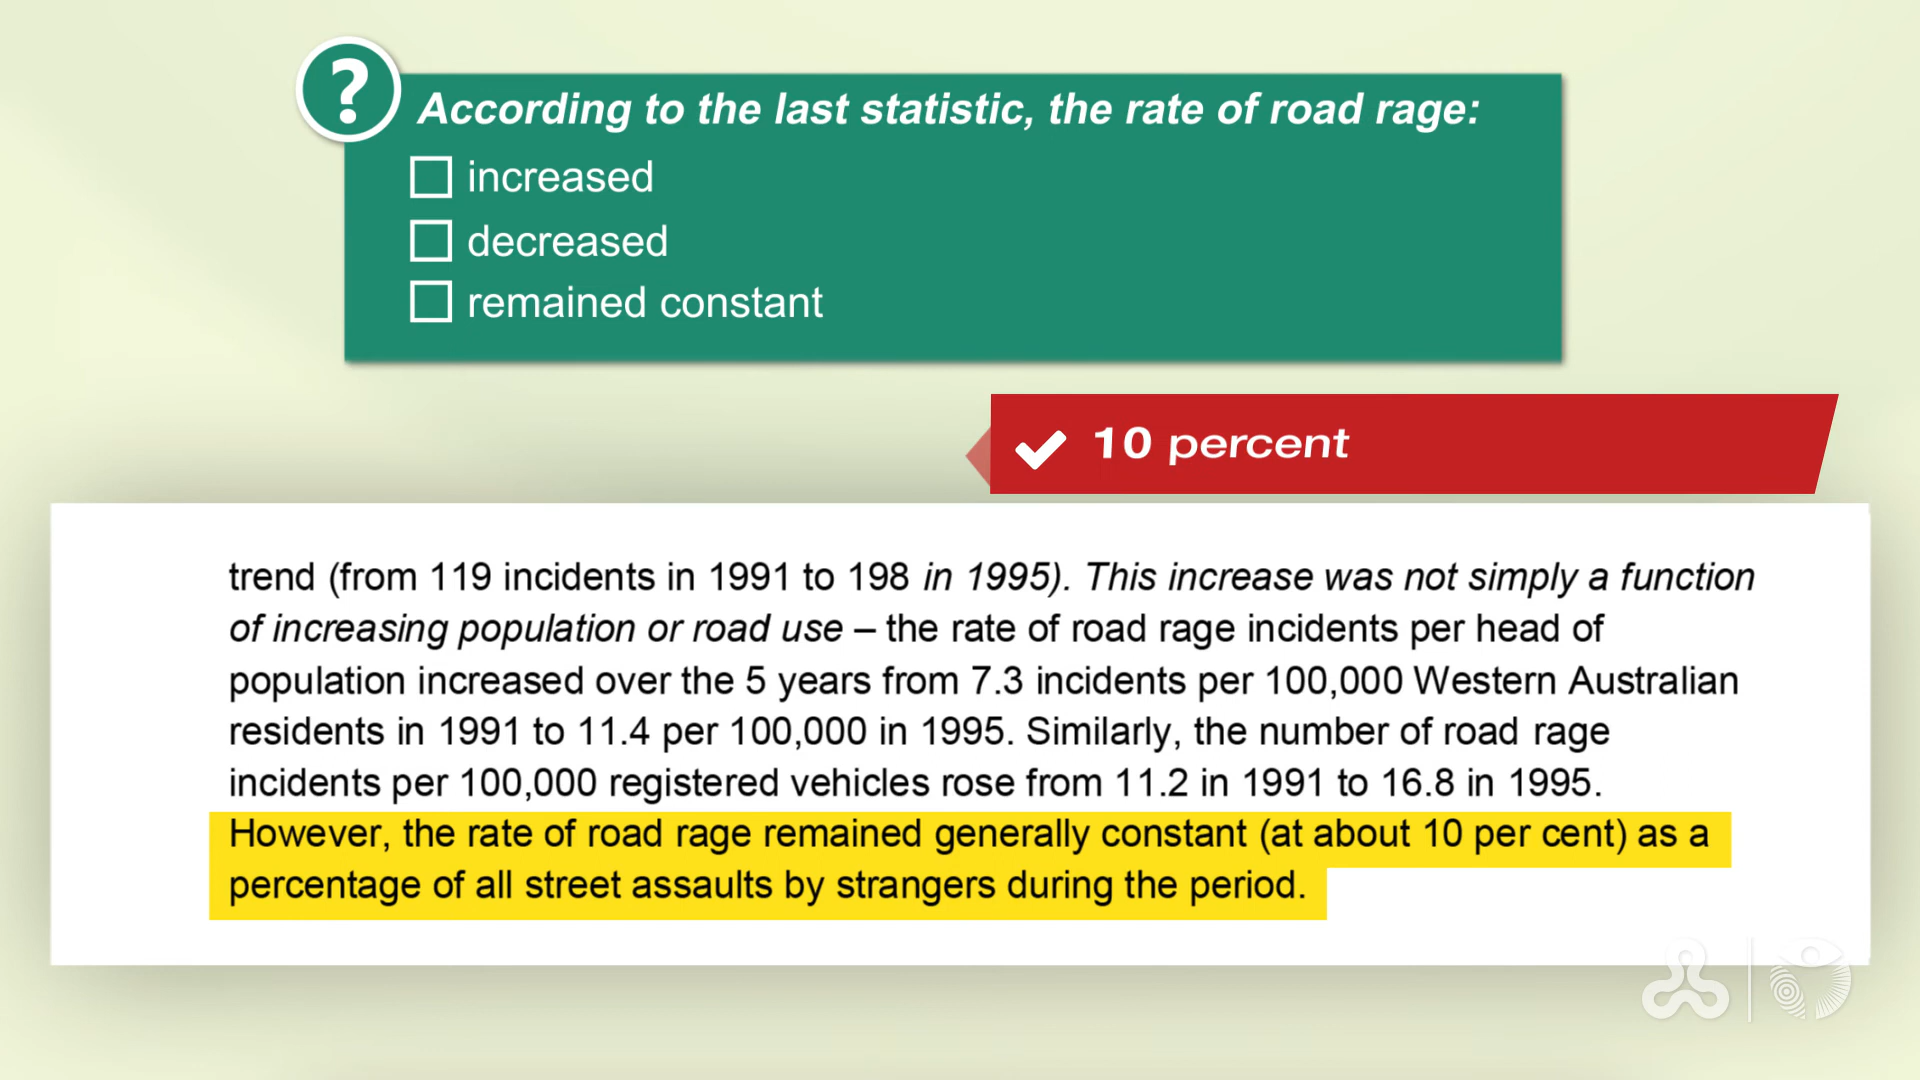 ?
According to the last statistic, the rate of road rage:
increased
decreased
remained constant
10 percent
trend (from 119 incidents in 1991 to 198 in 1995). This increase was not simply a function
of increasing population or road use – the rate of road rage incidents per head of
population increased over the 5 years from 7.3 incidents per 100,000 Western Australian
residents in 1991 to 11.4 per 100,000 in 1995. Similarly, the number of road rage
incidents per 100,000 registered vehicles rose from 11.2 in 1991 to 16.8 in 1995.
However, the rate of road rage remained generally constant (at about 10 per cent) as a
percentage of all street assaults by strangers during the period.